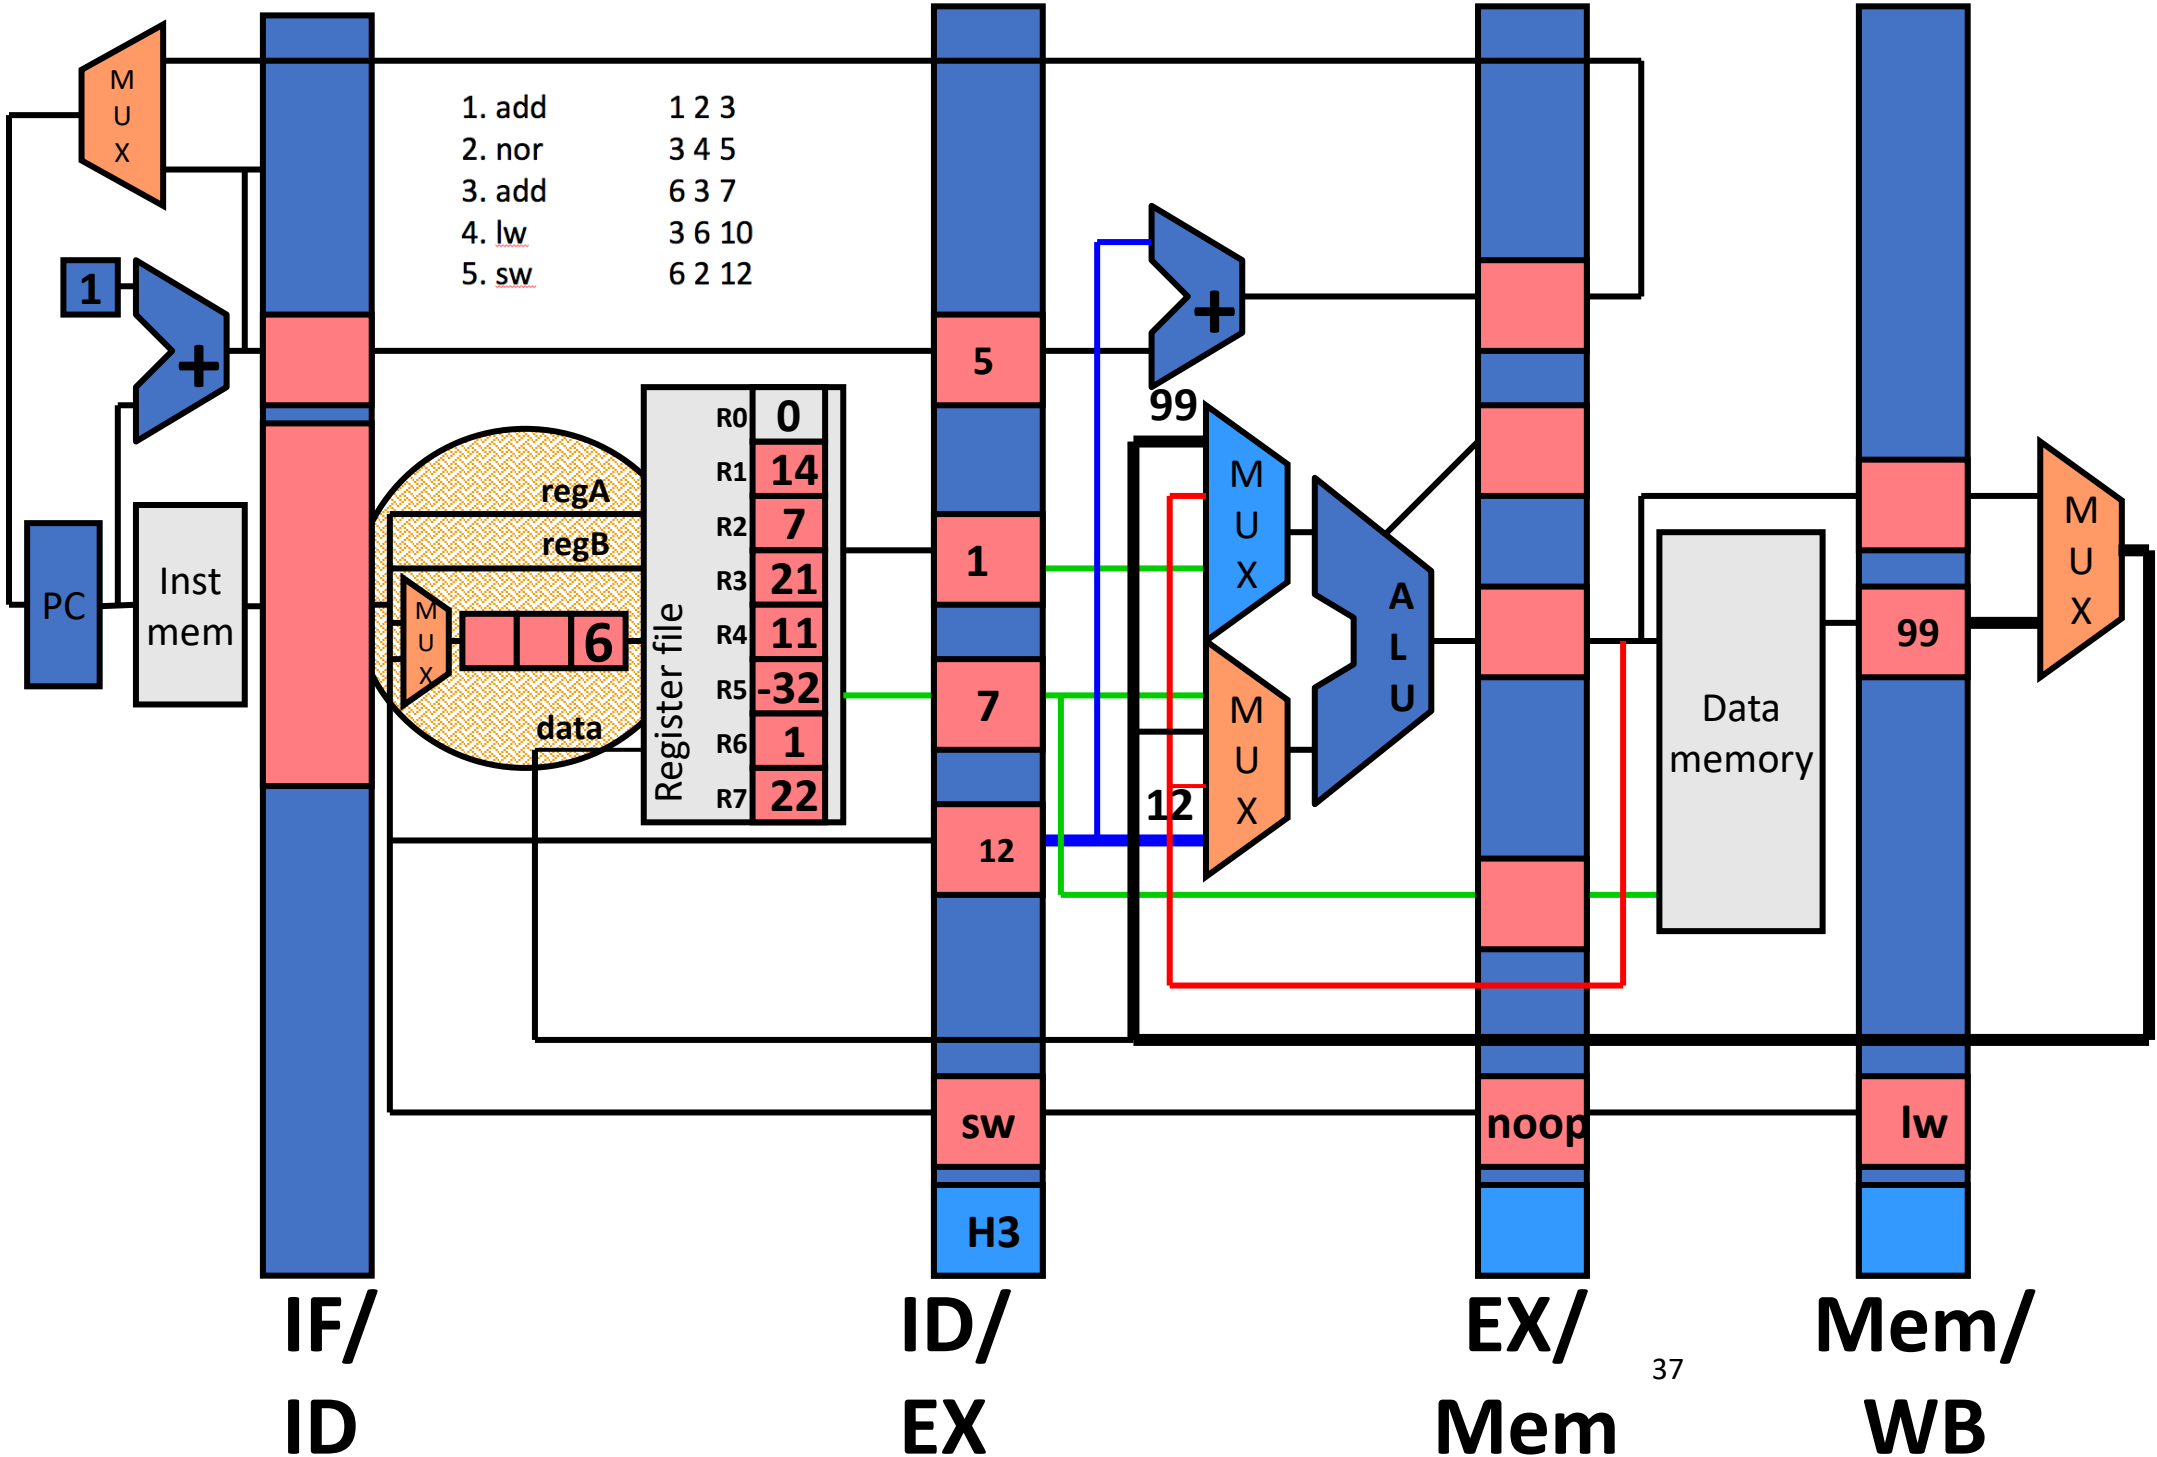 M
U
X
1. add 1 2 3
2. nor 3 4 5
3. add 6 3 7
4. lw 3 6 10
5. sw 6 2 12
1
+
+
5
99
R0 0
R1 14
R2 7
R3 21
R4 11
R5 -32
R6 1
R7 22
Register file
regA
regB
M
U
X
6
data
PC
Inst
mem
1
7
12
M
U
X
M
U
X
12
A
L
U
Data
memory
99
M
U
X
sw
noop
lw
H3
IF/
ID
ID/
EX
EX/
Mem
37
Mem/
WB